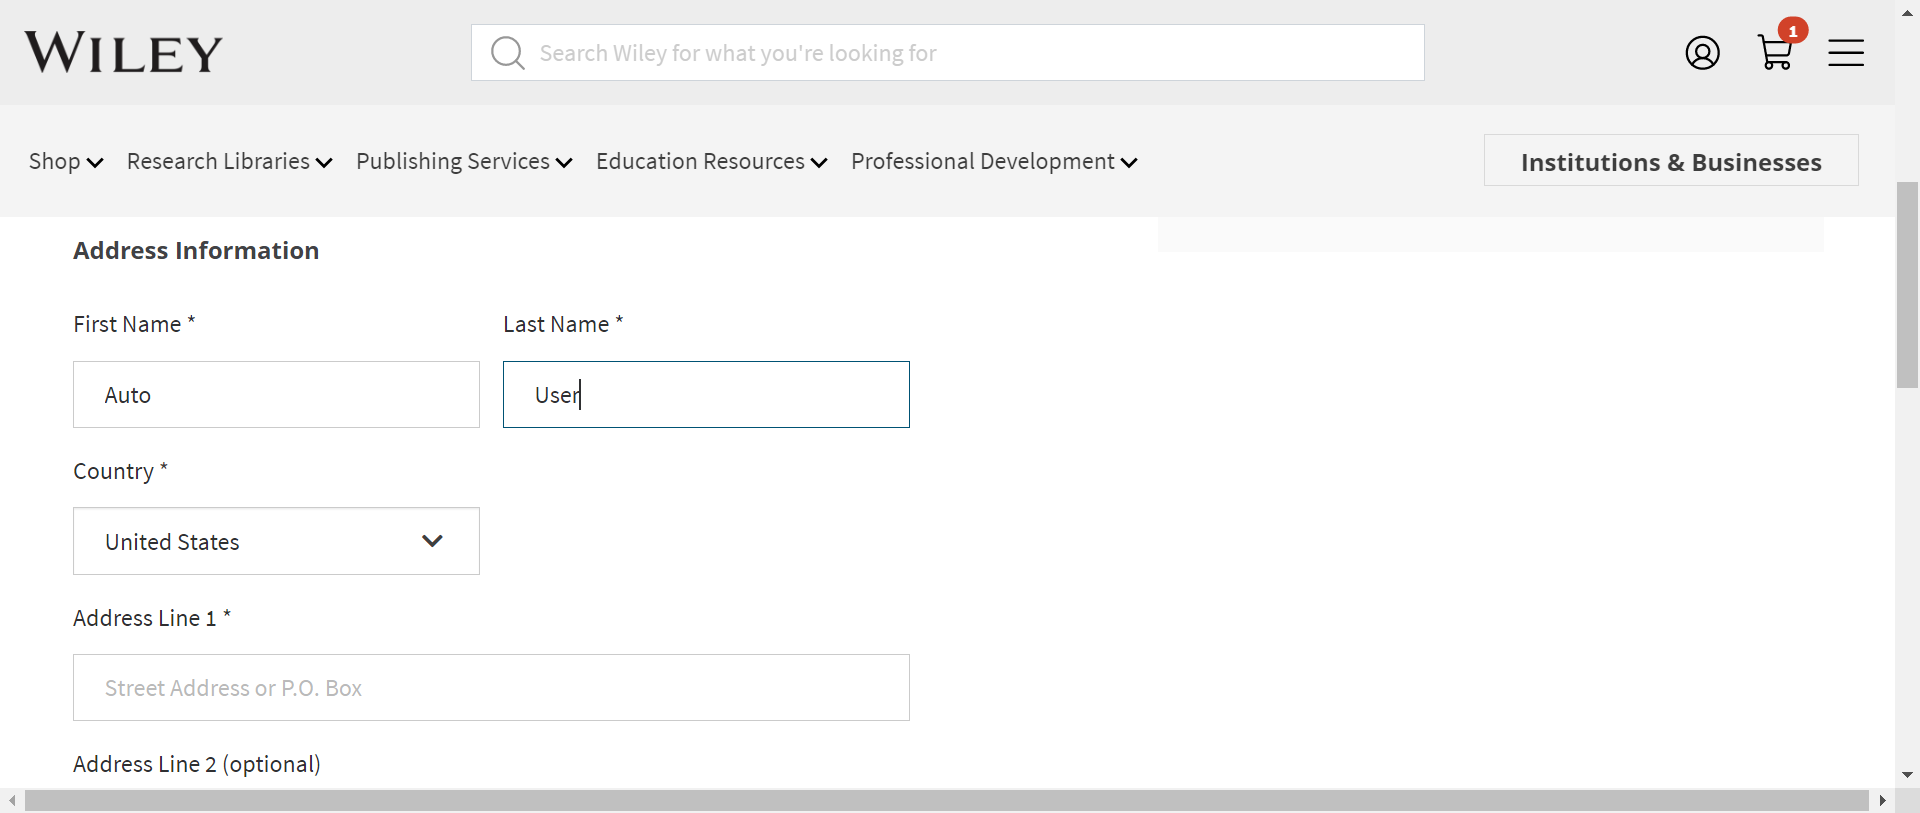 WILEY
Search Wiley for what you're looking for
1
Shop
Research Libraries
Publishing Services
Education Resources
Professional Development
Institutions & Businesses
Address Information
First Name *
Last Name *
Auto
User
Country *
United States
Address Line 1 *
Street Address or P.O. Box
Address Line 2 (optional)